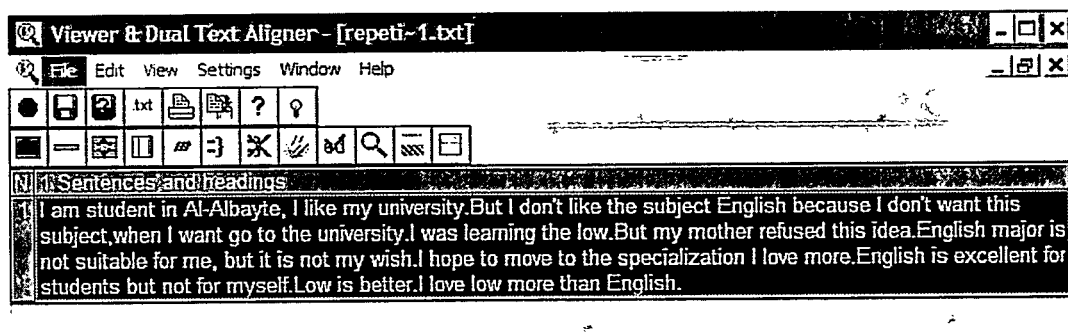 Viewer & Dual Text Aligner - [repeti~1.txt]
File Edit View Settings Window Help
.txt ?
=} ad
N 1 Sentences and headings
1 I am student in Al-Albayte, I like my university.But I don't like the subject English because I don't want this
subject,when I want go to the university.I was learning the low.But my mother refused this idea.English major is
not suitable for me, but it is not my wish.I hope to move to the specialization I love more.English is excellent for
students but not for myself.Low is better.I love low more than English.